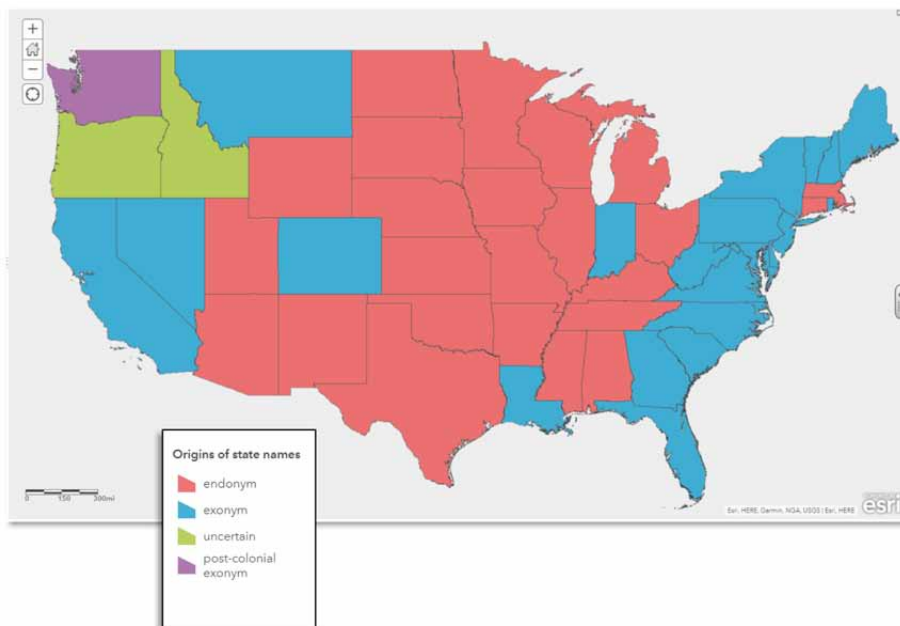 +
−
Origins of state names
endonym
exonym
uncertain
post-colonial
exonym
0 150 300mi
Esri, HERE, Garmin, NGA, USGS | Esri, HERE
esri